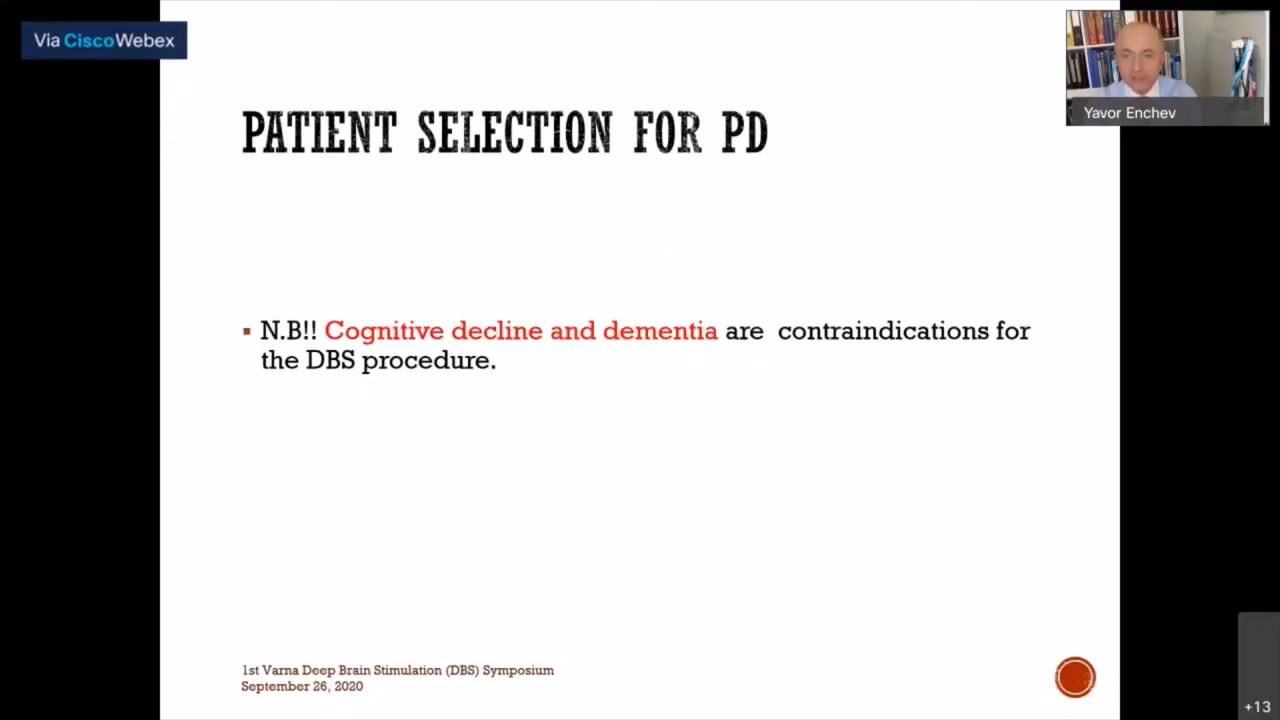 Via CiscoWebex
Yavor Enchev
PATIENT SELECTION FOR PD
N.B!! Cognitive decline and dementia are contraindications for
the DBS procedure.
1st Varna Deep Brain Stimulation (DBS) Symposium
September 26, 2020
+13